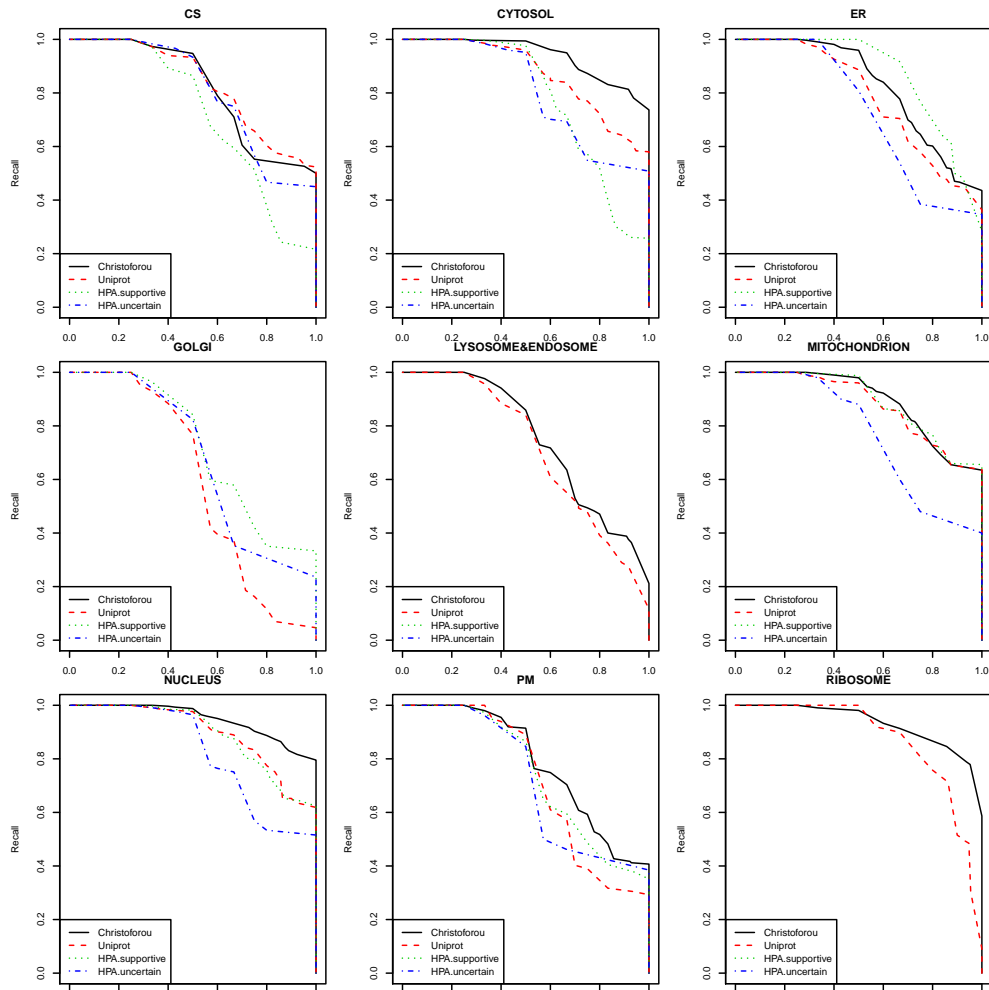 CS
Recall
1.0
0.8
0.6
0.4
0.2
0.0
Christoforou
Uniprot
HPA.supportive
HPA.uncertain
0.0 0.2 0.4 0.6 0.8 1.0
CYTOSOL
Recall
1.0
0.8
0.6
0.4
0.2
0.0
Christoforou
Uniprot
HPA.supportive
HPA.uncertain
0.0 0.2 0.4 0.6 0.8 1.0
ER
Recall
1.0
0.8
0.6
0.4
0.2
0.0
Christoforou
Uniprot
HPA.supportive
HPA.uncertain
0.0 0.2 0.4 0.6 0.8 1.0
GOLGI
Recall
1.0
0.8
0.6
0.4
0.2
0.0
Christoforou
Uniprot
HPA.supportive
HPA.uncertain
0.0 0.2 0.4 0.6 0.8 1.0
LYSOSOME&ENDOSOME
Recall
1.0
0.8
0.6
0.4
0.2
0.0
Christoforou
Uniprot
HPA.supportive
HPA.uncertain
0.0 0.2 0.4 0.6 0.8 1.0
MITOCHONDRION
Recall
1.0
0.8
0.6
0.4
0.2
0.0
Christoforou
Uniprot
HPA.supportive
HPA.uncertain
0.0 0.2 0.4 0.6 0.8 1.0
NUCLEUS
Recall
1.0
0.8
0.6
0.4
0.2
0.0
Christoforou
Uniprot
HPA.supportive
HPA.uncertain
PM
Recall
1.0
0.8
0.6
0.4
0.2
0.0
Christoforou
Uniprot
HPA.supportive
HPA.uncertain
RIBOSOME
Recall
1.0
0.8
0.6
0.4
0.2
0.0
Christoforou
Uniprot
HPA.supportive
HPA.uncertain